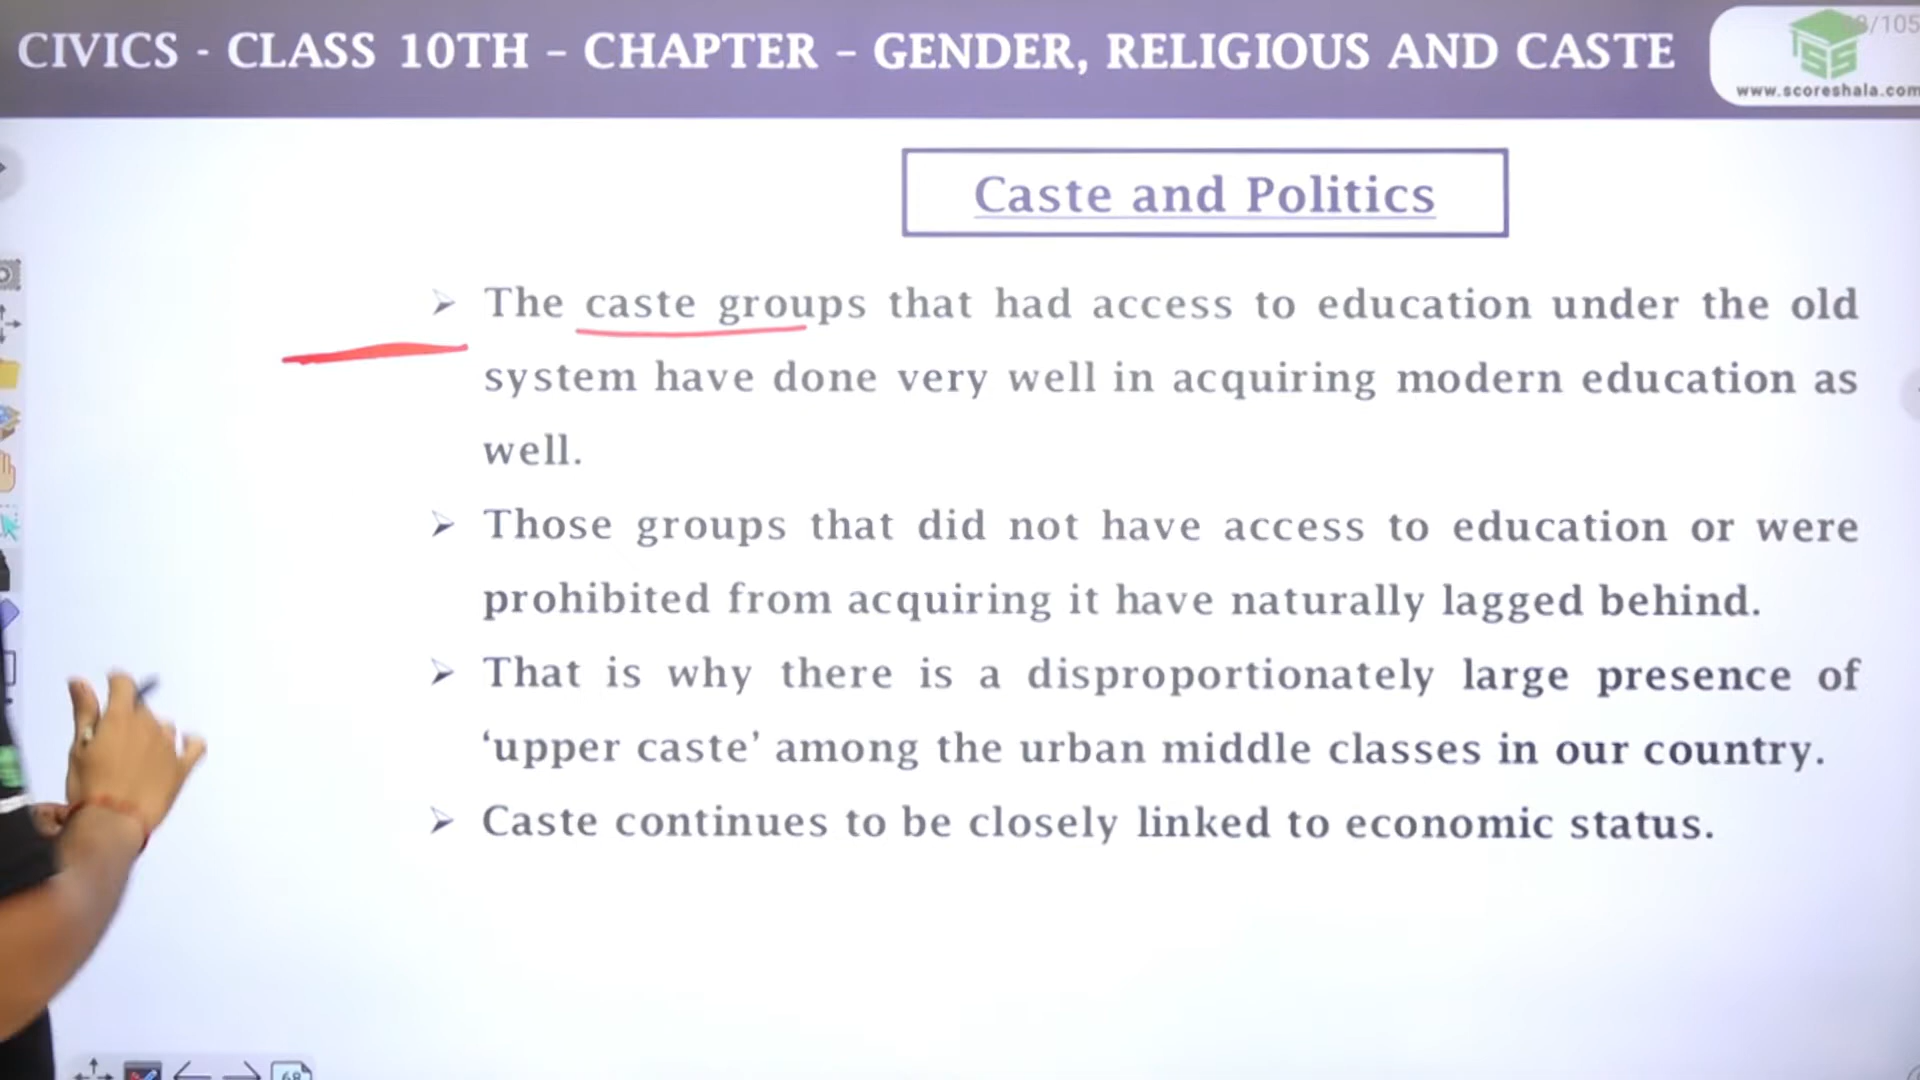 CIVICS - CLASS 10TH – CHAPTER – GENDER, RELIGIOUS AND CASTE
/105
www.scoreshala.com
Caste and Politics
➢ The caste groups that had access to education under the old
system have done very well in acquiring modern education as
well.
➢ Those groups that did not have access to education or were
prohibited from acquiring it have naturally lagged behind.
➢ That is why there is a disproportionately large presence of
‘upper caste’ among the urban middle classes in our country.
➢ Caste continues to be closely linked to economic status.
68